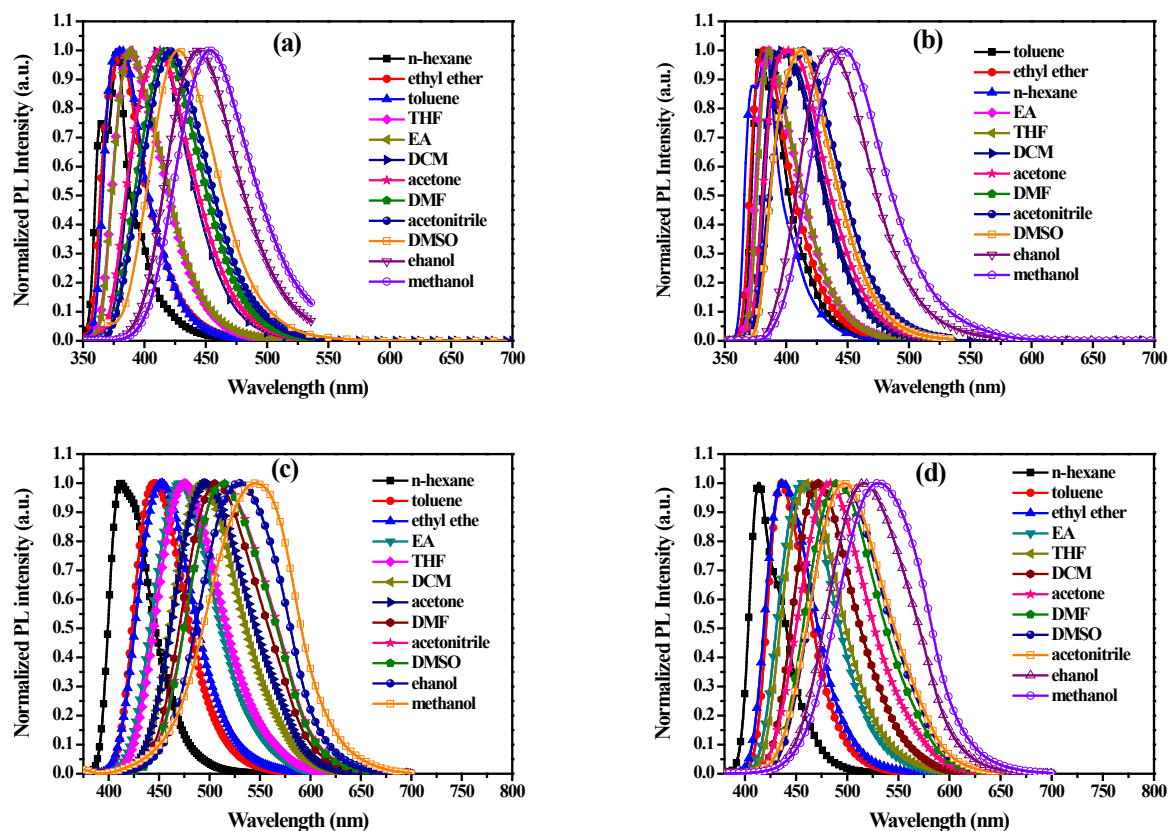 (a)
Normalized PL Intensity (a.u.)
1.1
1.0
0.9
0.8
0.7
0.6
0.5
0.4
0.3
0.2
0.1
0.0
n-hexane
ethyl ether
toluene
THF
EA
DCM
acetone
DMF
acetonitrile
DMSO
ehanol
methanol
350 400 450 500 550 600 650 700
Wavelength (nm)
(b)
Normalized PL Intensity (a.u.)
1.1
1.0
0.9
0.8
0.7
0.6
0.5
0.4
0.3
0.2
0.1
0.0
toluene
ethyl ether
n-hexane
EA
THF
DCM
acetone
DMF
acetonitrile
DMSO
ehanol
methanol
350 400 450 500 550 600 650 700
Wavelength (nm)
(c)
Normalized PL intensity (a.u.)
1.1
1.0
0.9
0.8
0.7
0.6
0.5
0.4
0.3
0.2
0.1
0.0
n-hexane
toluene
ethyl ethe
EA
THF
DCM
acetone
DMF
acetonitrile
DMSO
ehanol
methanol
400 450 500 550 600 650 700 750 800
Wavelength (nm)
(d)
Normalized PL Intensity (a.u.)
1.1
1.0
0.9
0.8
0.7
0.6
0.5
0.4
0.3
0.2
0.1
0.0
n-hexane
toluene
ethyl ether
EA
THF
DCM
acetone
DMF
DMSO
acetonitrile
ehanol
methanol
400 450 500 550 600 650 700 750 800
Wavelength (nm)